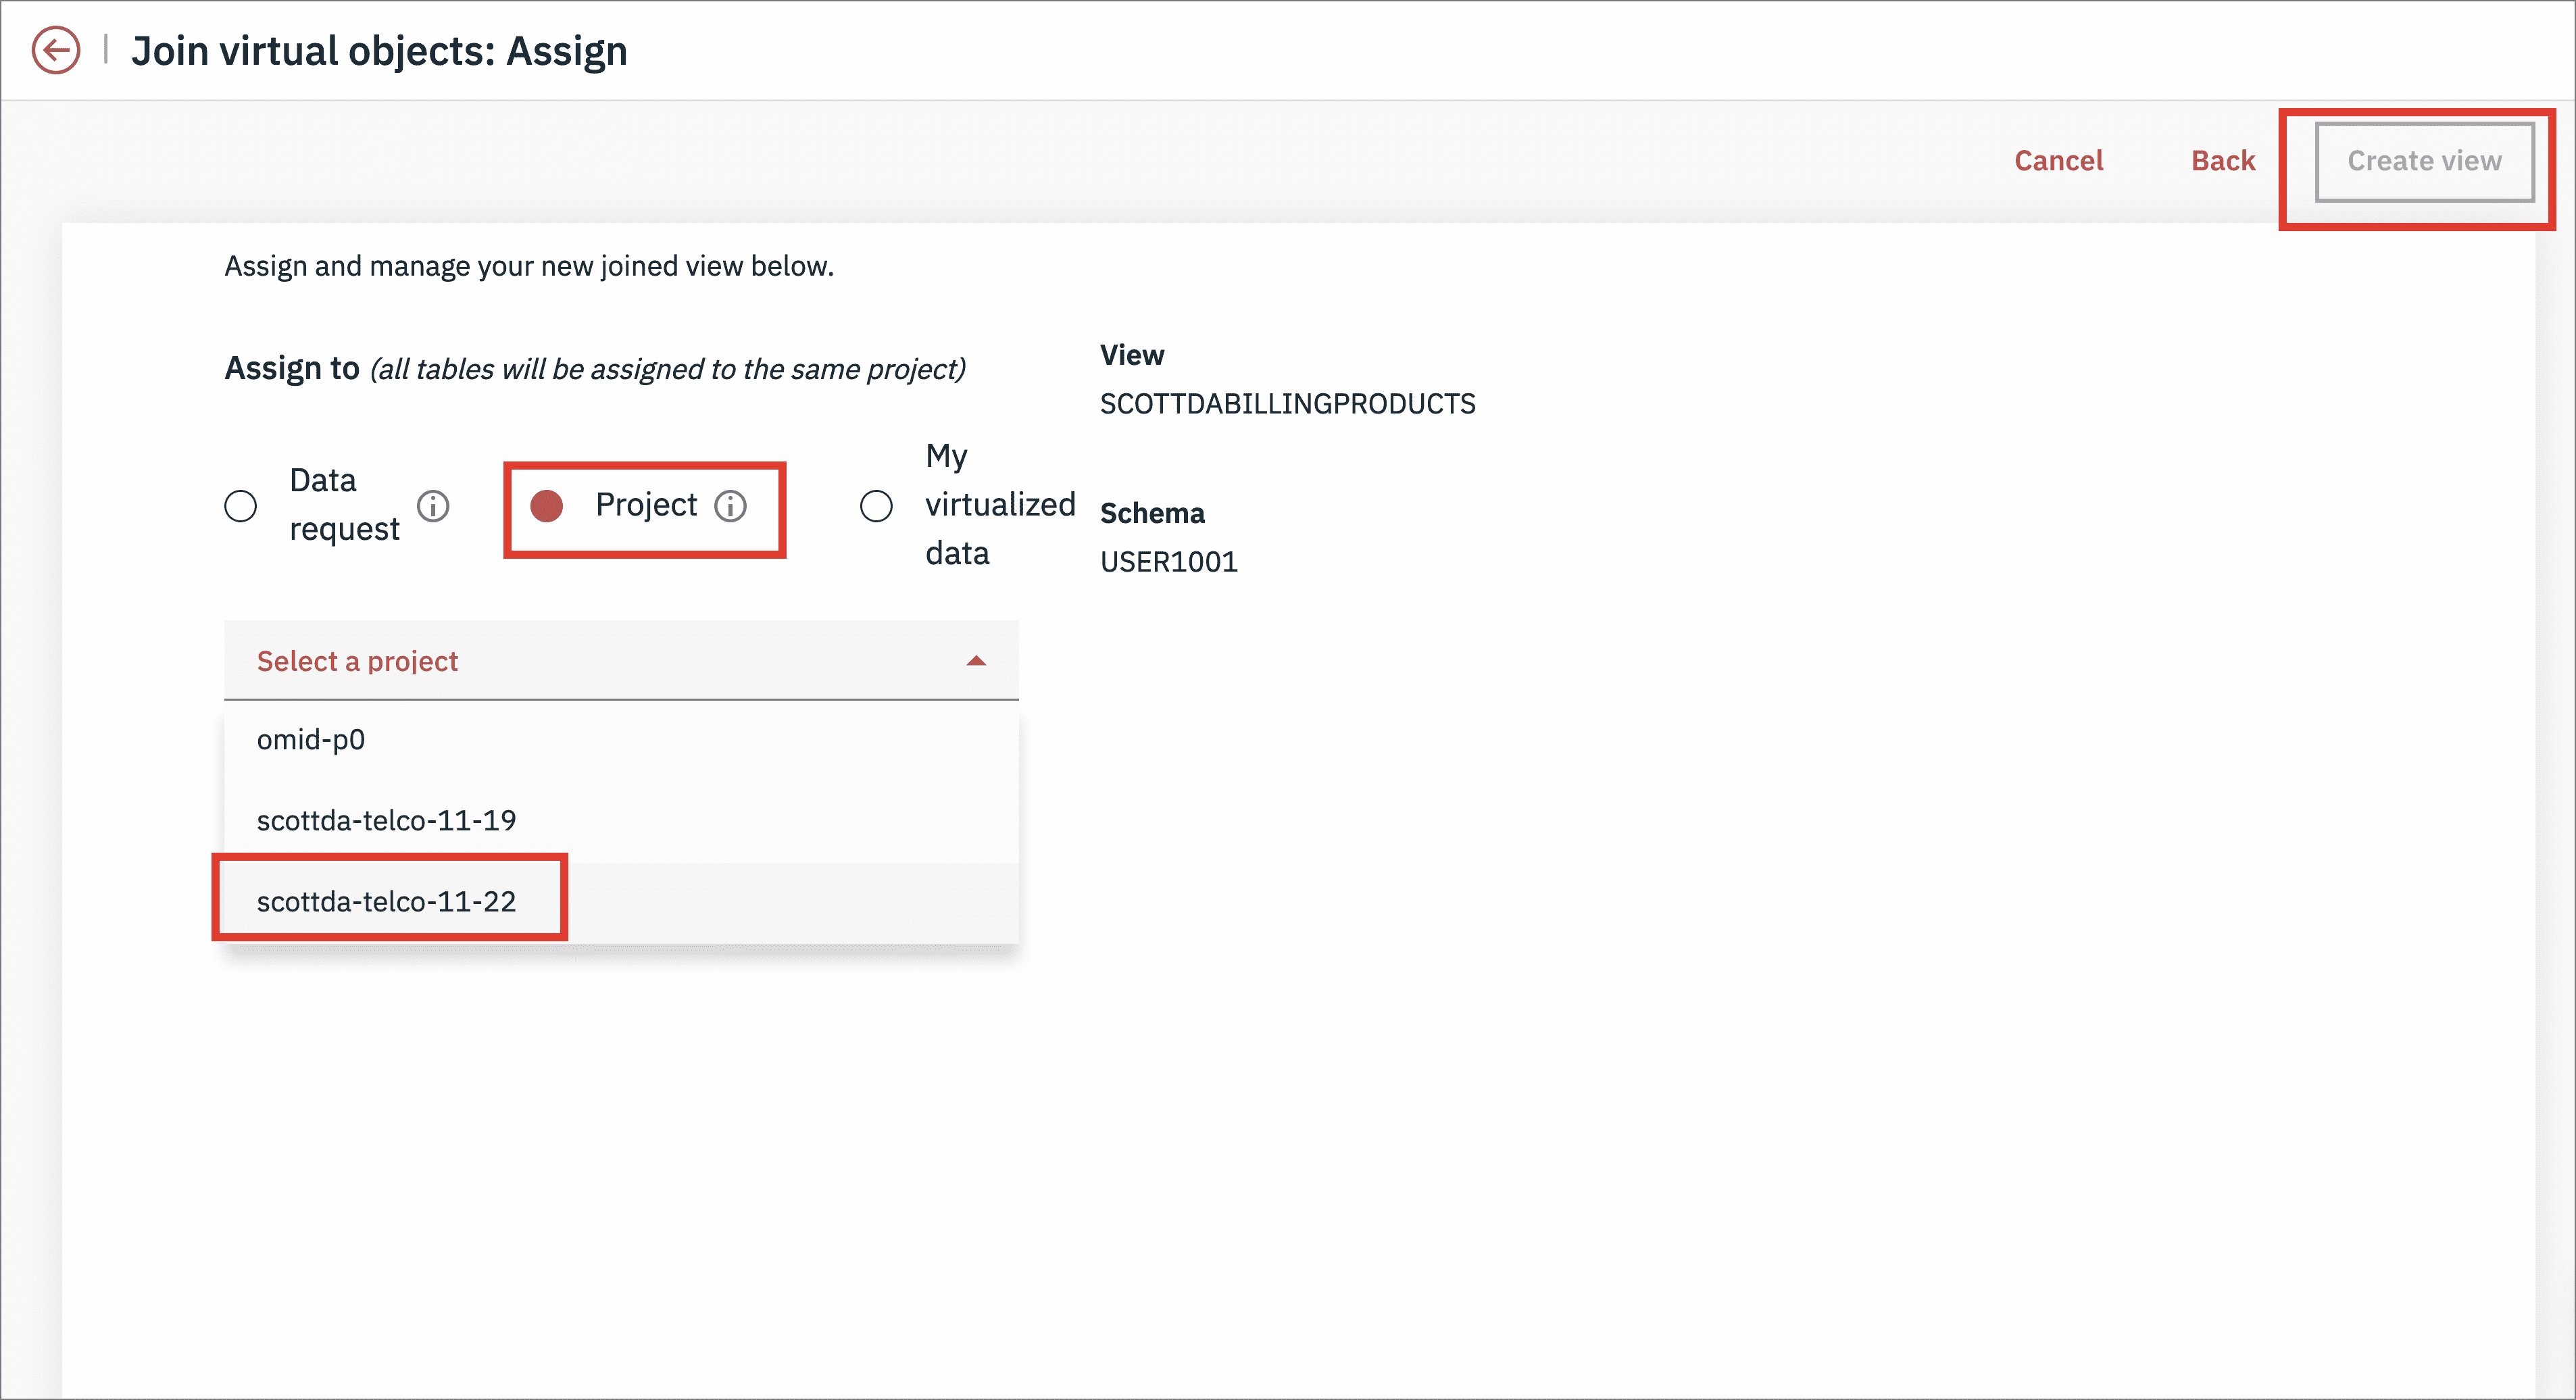 Join virtual objects: Assign
Cancel
Back
Create view
Assign and manage your new joined view below.
Assign to (all tables will be assigned to the same project)
Data
request
Project
My
virtualized
data
View
SCOTTDABILLINGPRODUCTS
Schema
USER1001
Select a project
omid-p0
scottda-telco-11-19
scottda-telco-11-22